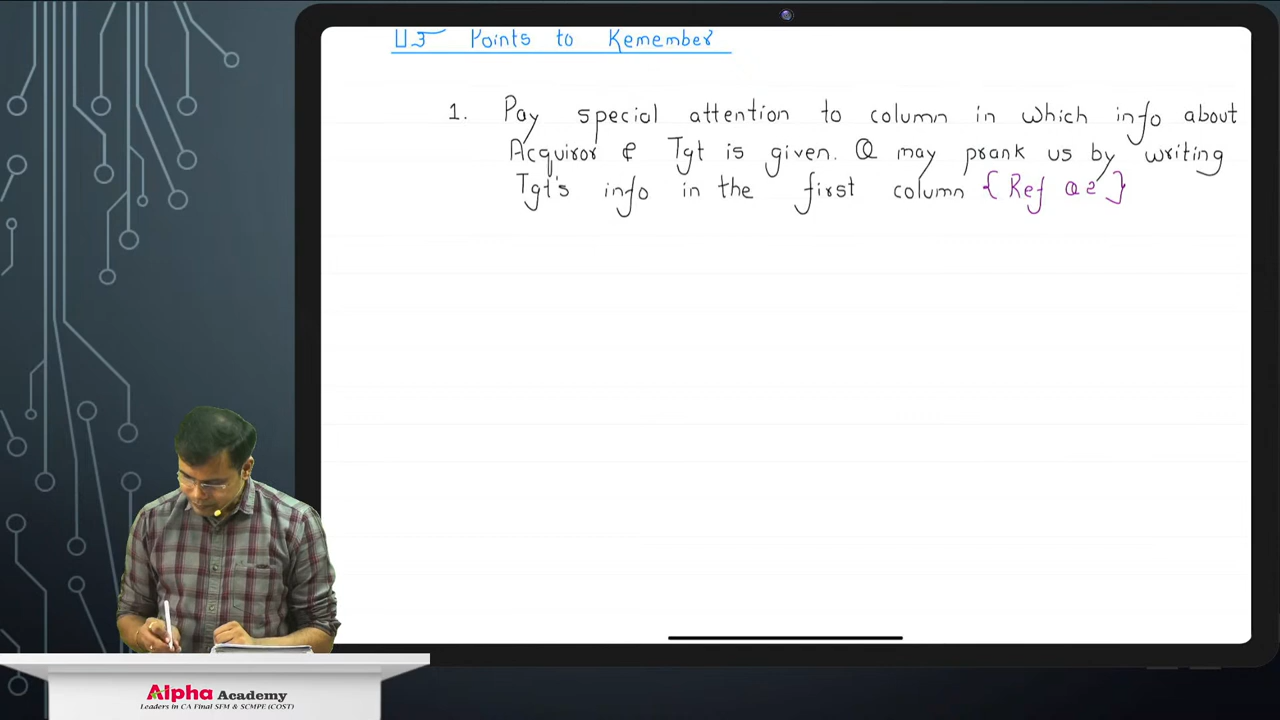 Points to Remember
1. Pay special attention to column in which info about
Acquiror & Tgt is given. Q may prank us by writing
Tgt's info in the first column {Ref Q2}
Alpha Academy
Leaders in CA Final SFM & SCMPE (COST)